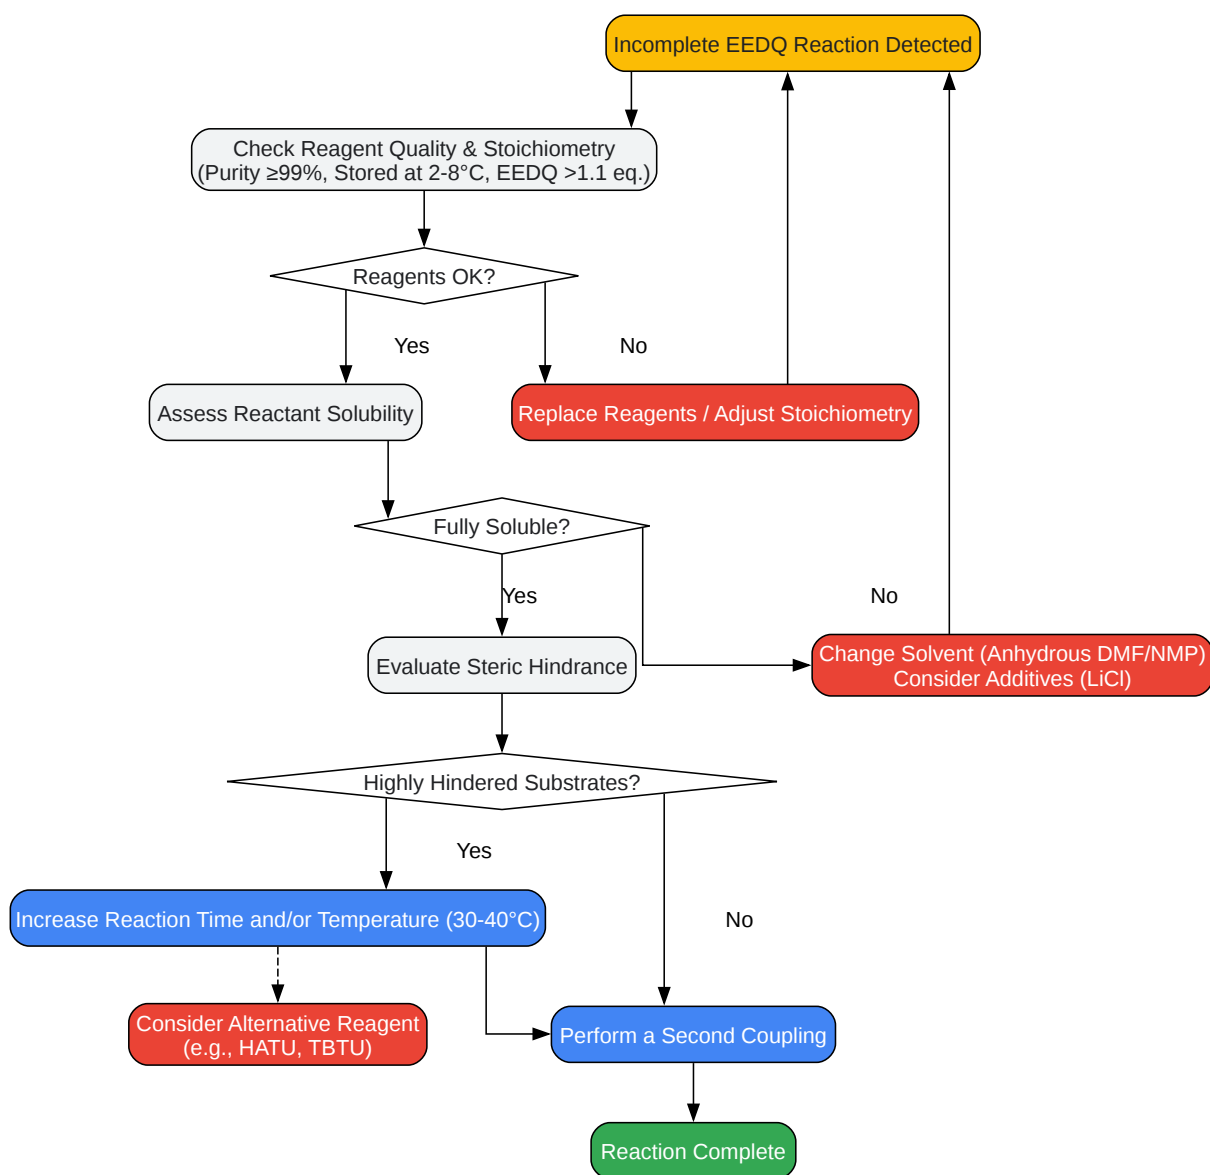 Incomplete EEDQ Reaction Detected
Check Reagent Quality & Stoichiometry
(Purity ≥99%, Stored at 2-8°C, EEDQ >1.1 eq.)
Reagents OK?
Yes
No
Assess Reactant Solubility
Replace Reagents / Adjust Stoichiometry
Fully Soluble?
Yes
No
Evaluate Steric Hindrance
Change Solvent (Anhydrous DMF/NMP)
Consider Additives (LiCl)
Highly Hindered Substrates?
Yes
No
Increase Reaction Time and/or Temperature (30-40°C)
Consider Alternative Reagent
(e.g., HATU, TBTU)
Perform a Second Coupling
Reaction Complete